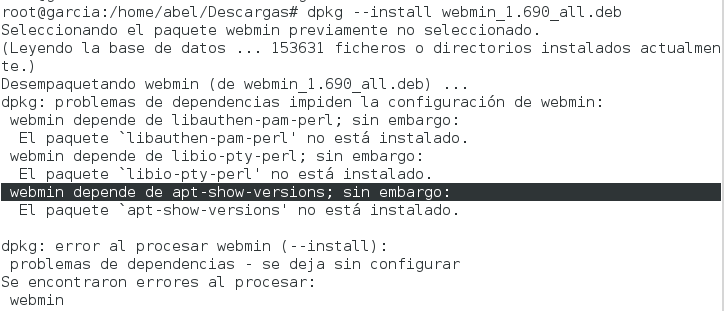 root@garcia:/home/abel/Descargas# dpkg --install webmin_1.690_all.deb
Seleccionando el paquete webmin previamente no seleccionado.
(Leyendo la base de datos ... 153631 ficheros o directorios instalados actualmen
te.)
Desempaquetando webmin (de webmin_1.690_all.deb) ...
dpkg: problemas de dependencias impiden la configuración de webmin:
 webmin depende de libauthen-pam-perl; sin embargo:
  El paquete `libauthen-pam-perl' no está instalado.
 webmin depende de libio-pty-perl; sin embargo:
  El paquete `libio-pty-perl' no está instalado.
 webmin depende de apt-show-versions; sin embargo:
  El paquete `apt-show-versions' no está instalado.

dpkg: error al procesar webmin (--install):
 problemas de dependencias - se deja sin configurar
Se encontraron errores al procesar:
 webmin